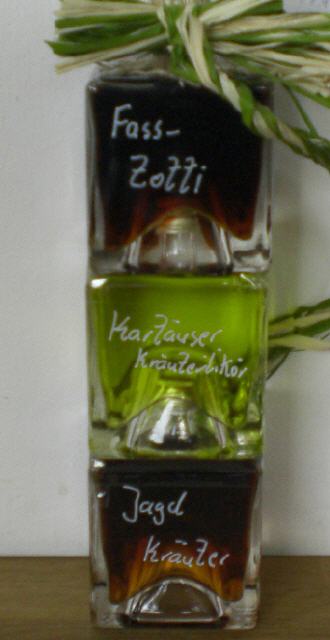 Fass-
Zotti
Kartäuser
Kräuterlikör
Jagd
Kräuter